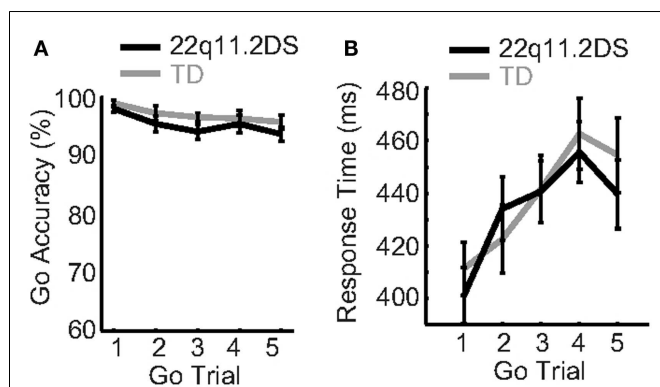 A
22q11.2DS
TD
100
90
80
70
60
Go Accuracy (%)
1 2 3 4 5
Go Trial
B
22q11.2DS
TD
480
460
440
420
400
Response Time (ms)
1 2 3 4 5
Go Trial